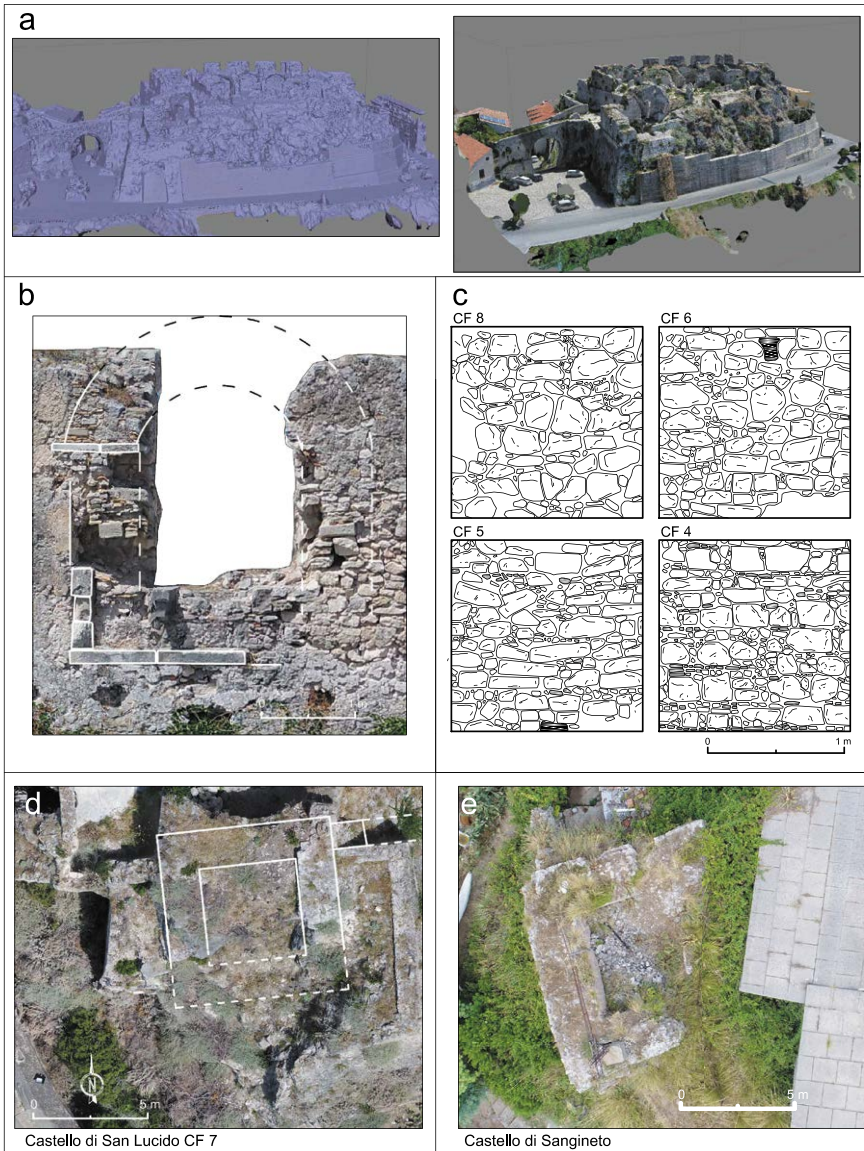 a
b
c
CF 8
CF 6
CF 5
CF 4
0 1 m
d
N
0 5 m
Castello di San Lucido CF 7
e
0 5 m
Castello di Sangineto